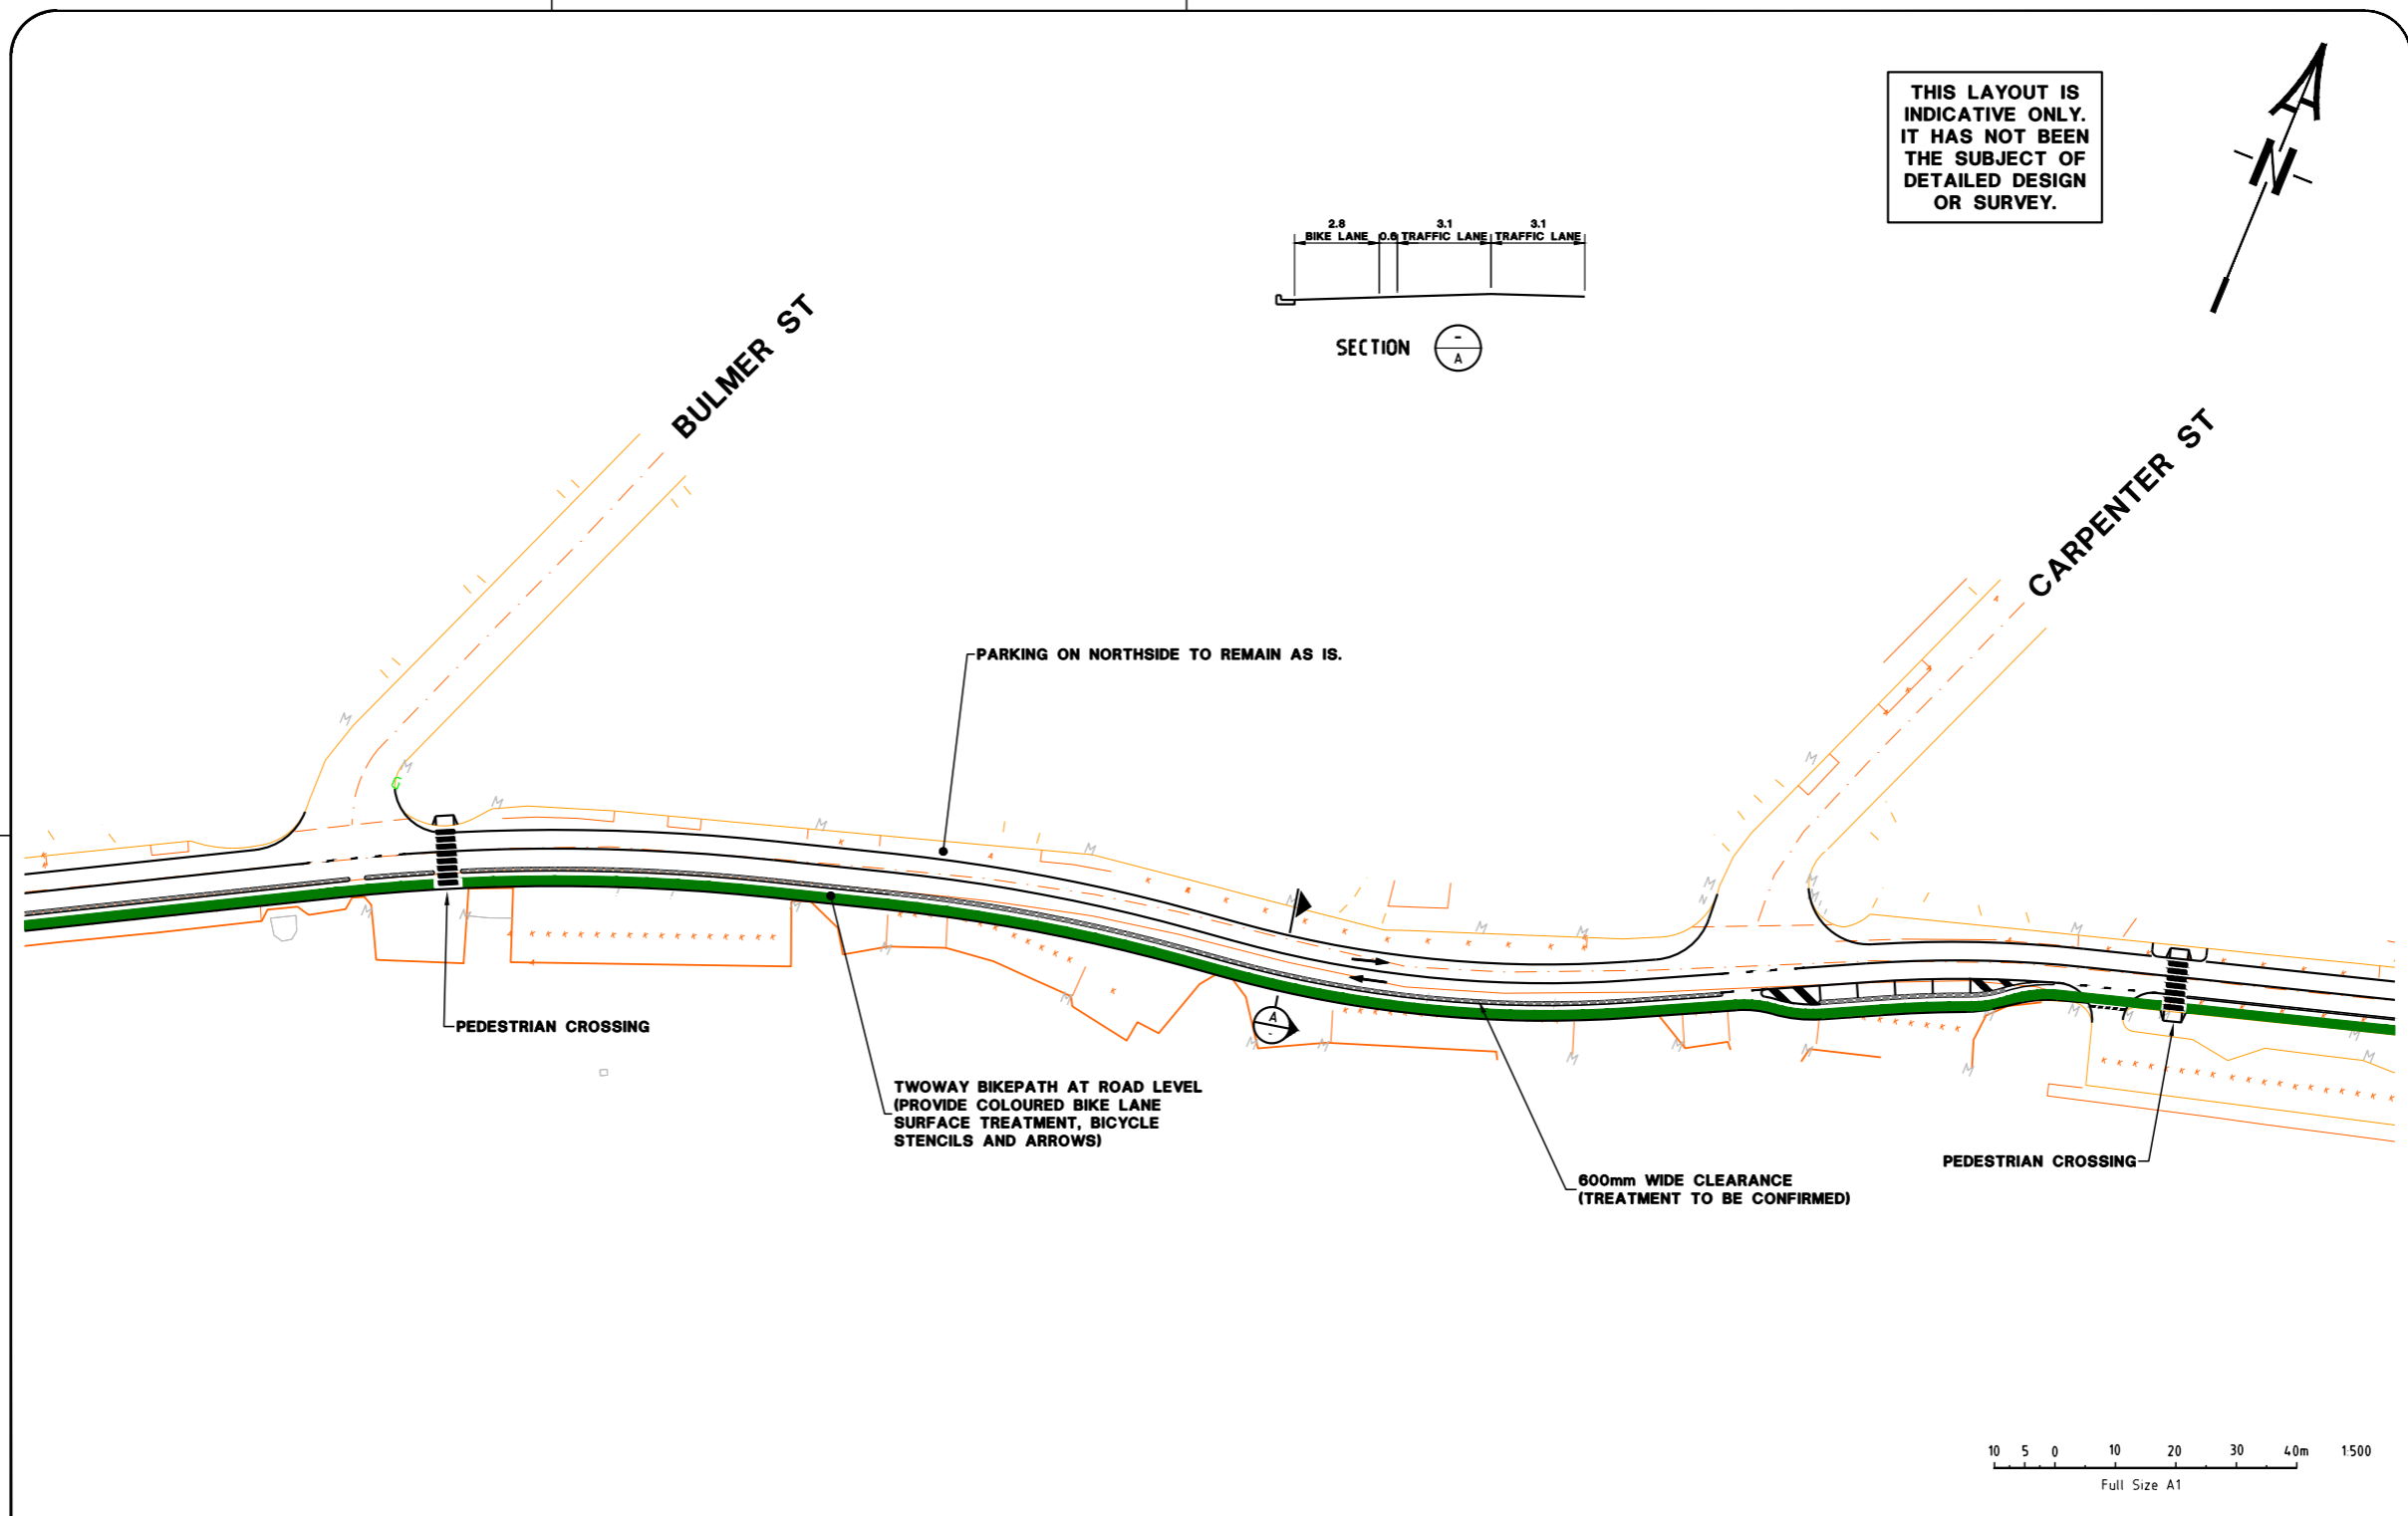 THIS LAYOUT IS
INDICATIVE ONLY.
IT HAS NOT BEEN
THE SUBJECT OF
DETAILED DESIGN
OR SURVEY.
N
2.8 3.1 3.1
BIKE LANE 0.6 TRAFFIC LANE TRAFFIC LANE
SECTION - A
BULMER ST
CARPENTER ST
PARKING ON NORTHSIDE TO REMAIN AS IS.
A -
PEDESTRIAN CROSSING
TWOWAY BIKEPATH AT ROAD LEVEL
(PROVIDE COLOURED BIKE LANE
SURFACE TREATMENT, BICYCLE
STENCILS AND ARROWS)
PEDESTRIAN CROSSING
600mm WIDE CLEARANCE
(TREATMENT TO BE CONFIRMED)
10 5 0 10 20 30 40m 1:500
Full Size A1